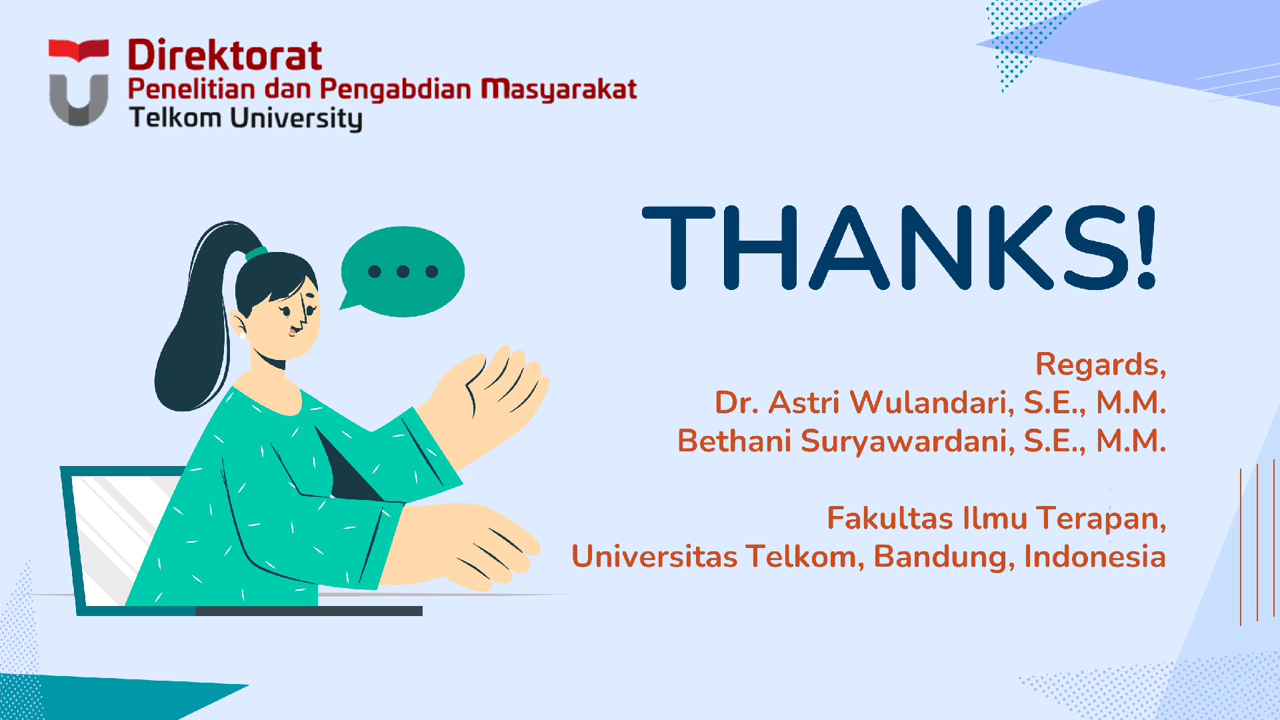 Direktorat
Penelitian dan Pengabdian Masyarakat
Telkom University
THANKS!
Regards,
Dr. Astri Wulandari, S.E., M.M.
Bethani Suryawardani, S.E., M.M.
Fakultas Ilmu Terapan,
Universitas Telkom, Bandung, Indonesia